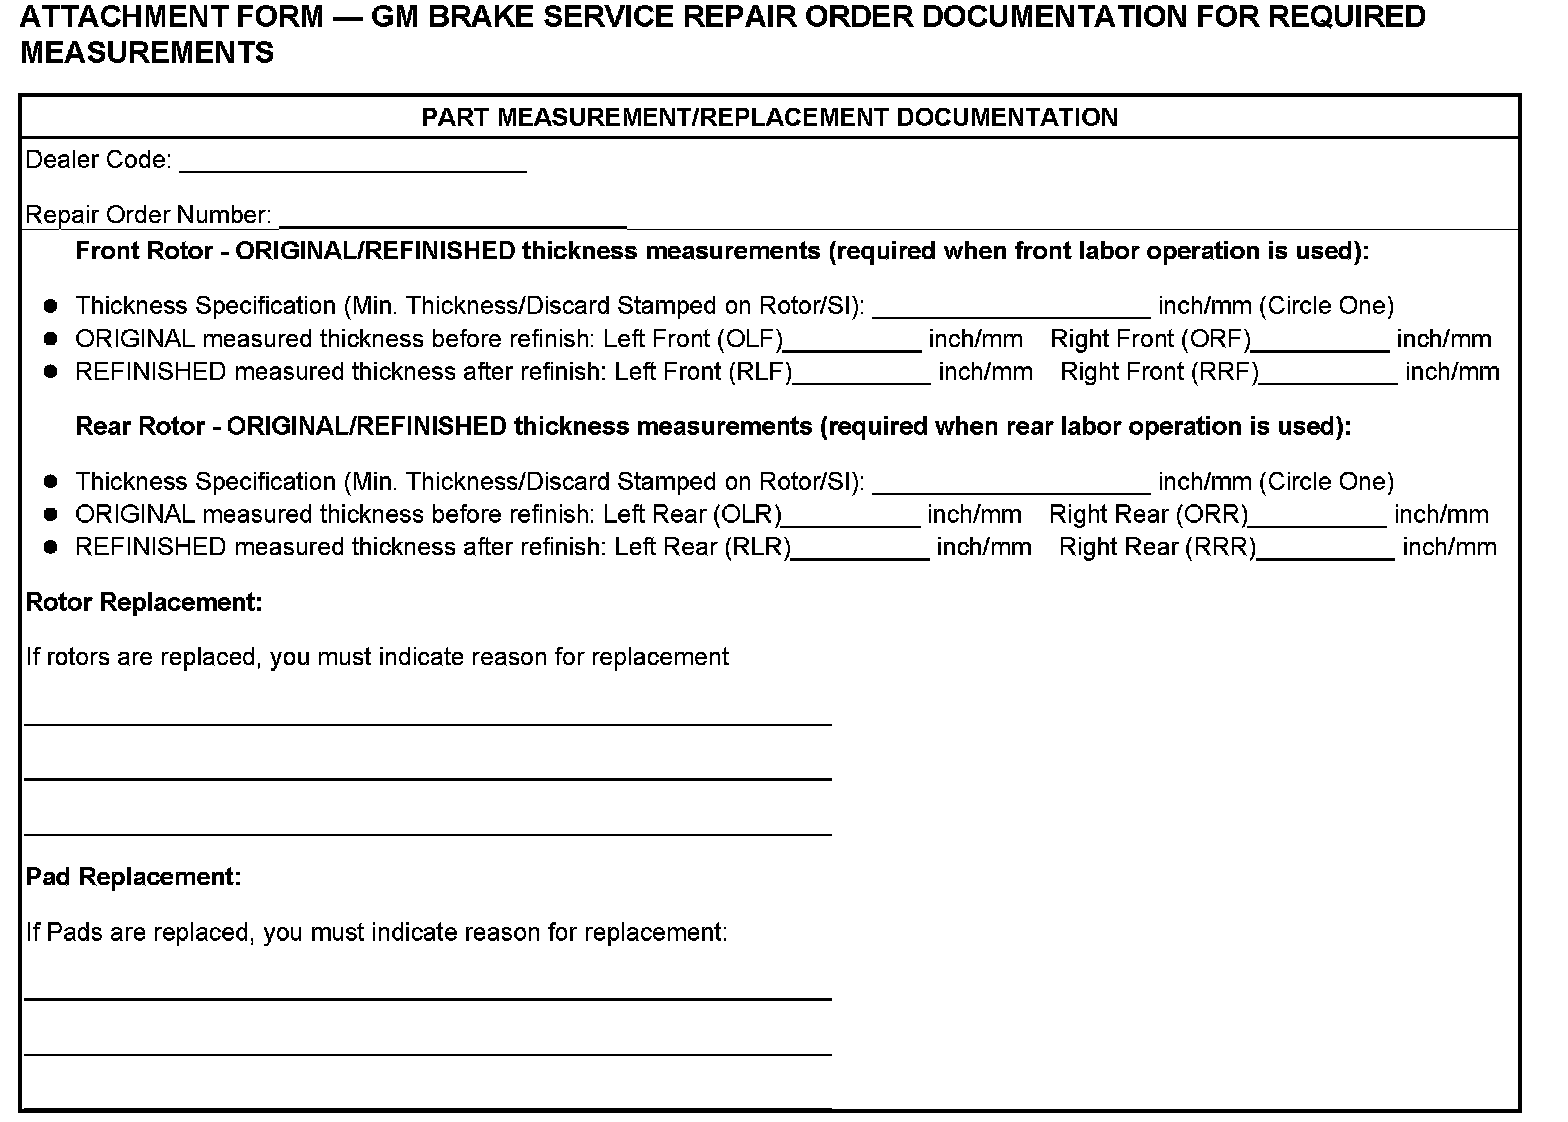 ATTACHMENT FORM — GM BRAKE SERVICE REPAIR ORDER DOCUMENTATION FOR REQUIRED
MEASUREMENTS
PART MEASUREMENT/REPLACEMENT DOCUMENTATION
Dealer Code: _________________________
Repair Order Number: _________________________
Front Rotor - ORIGINAL/REFINISHED thickness measurements (required when front labor operation is used):
● Thickness Specification (Min. Thickness/Discard Stamped on Rotor/SI): ____________________ inch/mm (Circle One)
● ORIGINAL measured thickness before refinish: Left Front (OLF)__________ inch/mm Right Front (ORF)__________ inch/mm
● REFINISHED measured thickness after refinish: Left Front (RLF)__________ inch/mm Right Front (RRF)__________ inch/mm
Rear Rotor - ORIGINAL/REFINISHED thickness measurements (required when rear labor operation is used):
● Thickness Specification (Min. Thickness/Discard Stamped on Rotor/SI): ____________________ inch/mm (Circle One)
● ORIGINAL measured thickness before refinish: Left Rear (OLR)__________ inch/mm Right Rear (ORR)__________ inch/mm
● REFINISHED measured thickness after refinish: Left Rear (RLR)__________ inch/mm Right Rear (RRR)__________ inch/mm
Rotor Replacement:
If rotors are replaced, you must indicate reason for replacement
Pad Replacement:
If Pads are replaced, you must indicate reason for replacement: